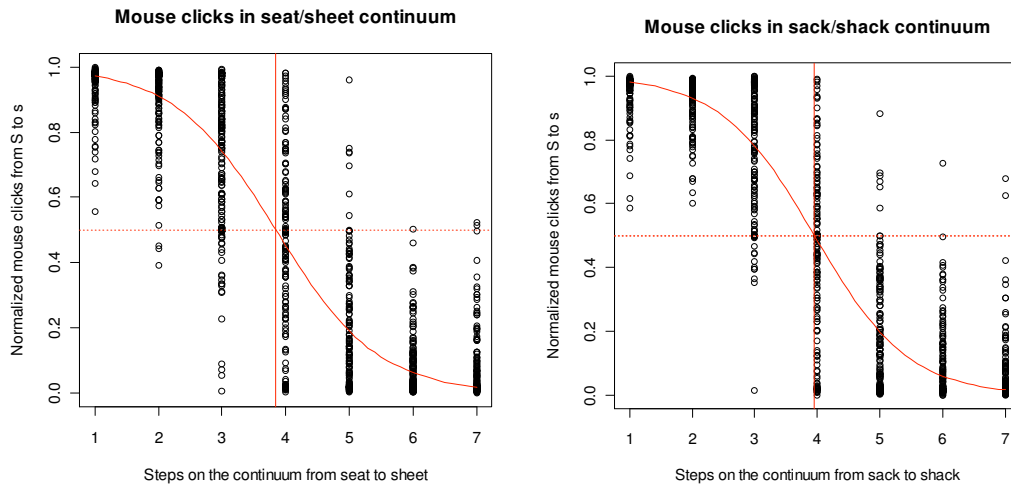 Mouse clicks in seat/sheet continuum
Normalized mouse clicks from S to s
1.0
0.8
0.6
0.4
0.2
0.0
1 2 3 4 5 6 7
Steps on the continuum from seat to sheet
Mouse clicks in sack/shack continuum
Normalized mouse clicks from S to s
1.0
0.8
0.6
0.4
0.2
0.0
1 2 3 4 5 6 7
Steps on the continuum from sack to shack